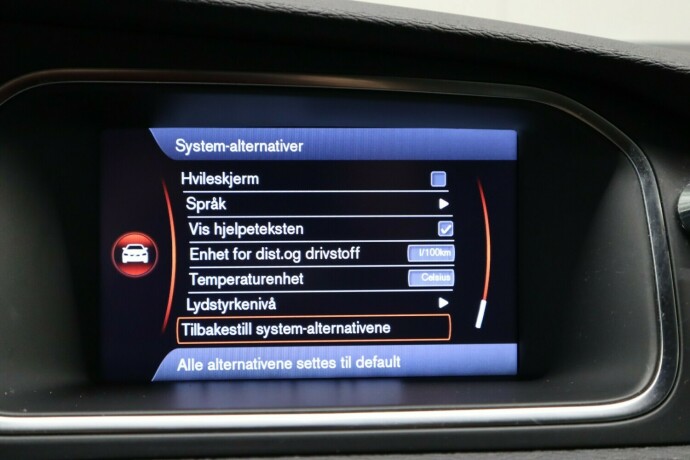 System-alternativer
Hvileskjerm
Språk
Vis hjelpeteksten
Enhet for dist.og drivstoff l/100km
Temperaturenhet Celsius
Lydstyrkenivå
Tilbakestill system-alternativene
Alle alternativene settes til default